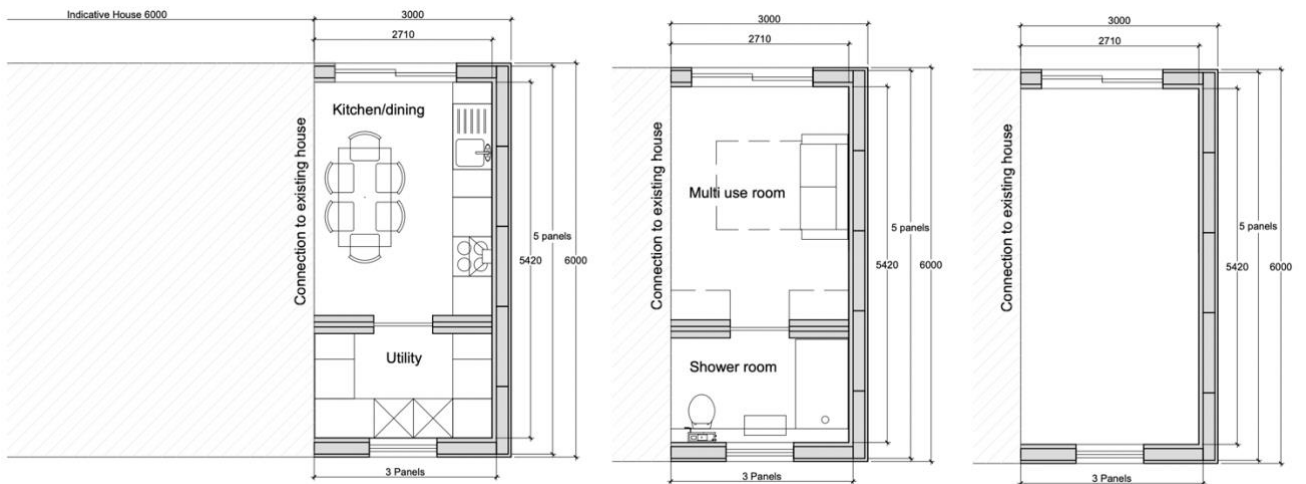 Indicative House 6000
3000
2710
Kitchen/dining
Connection to existing house
5 panels
5420
6000
Utility
3 Panels
3000
2710
Connection to existing house
Multi use room
5 panels
5420
6000
Shower room
3 Panels
3000
2710
Connection to existing house
5 panels
5420
6000
3 Panels